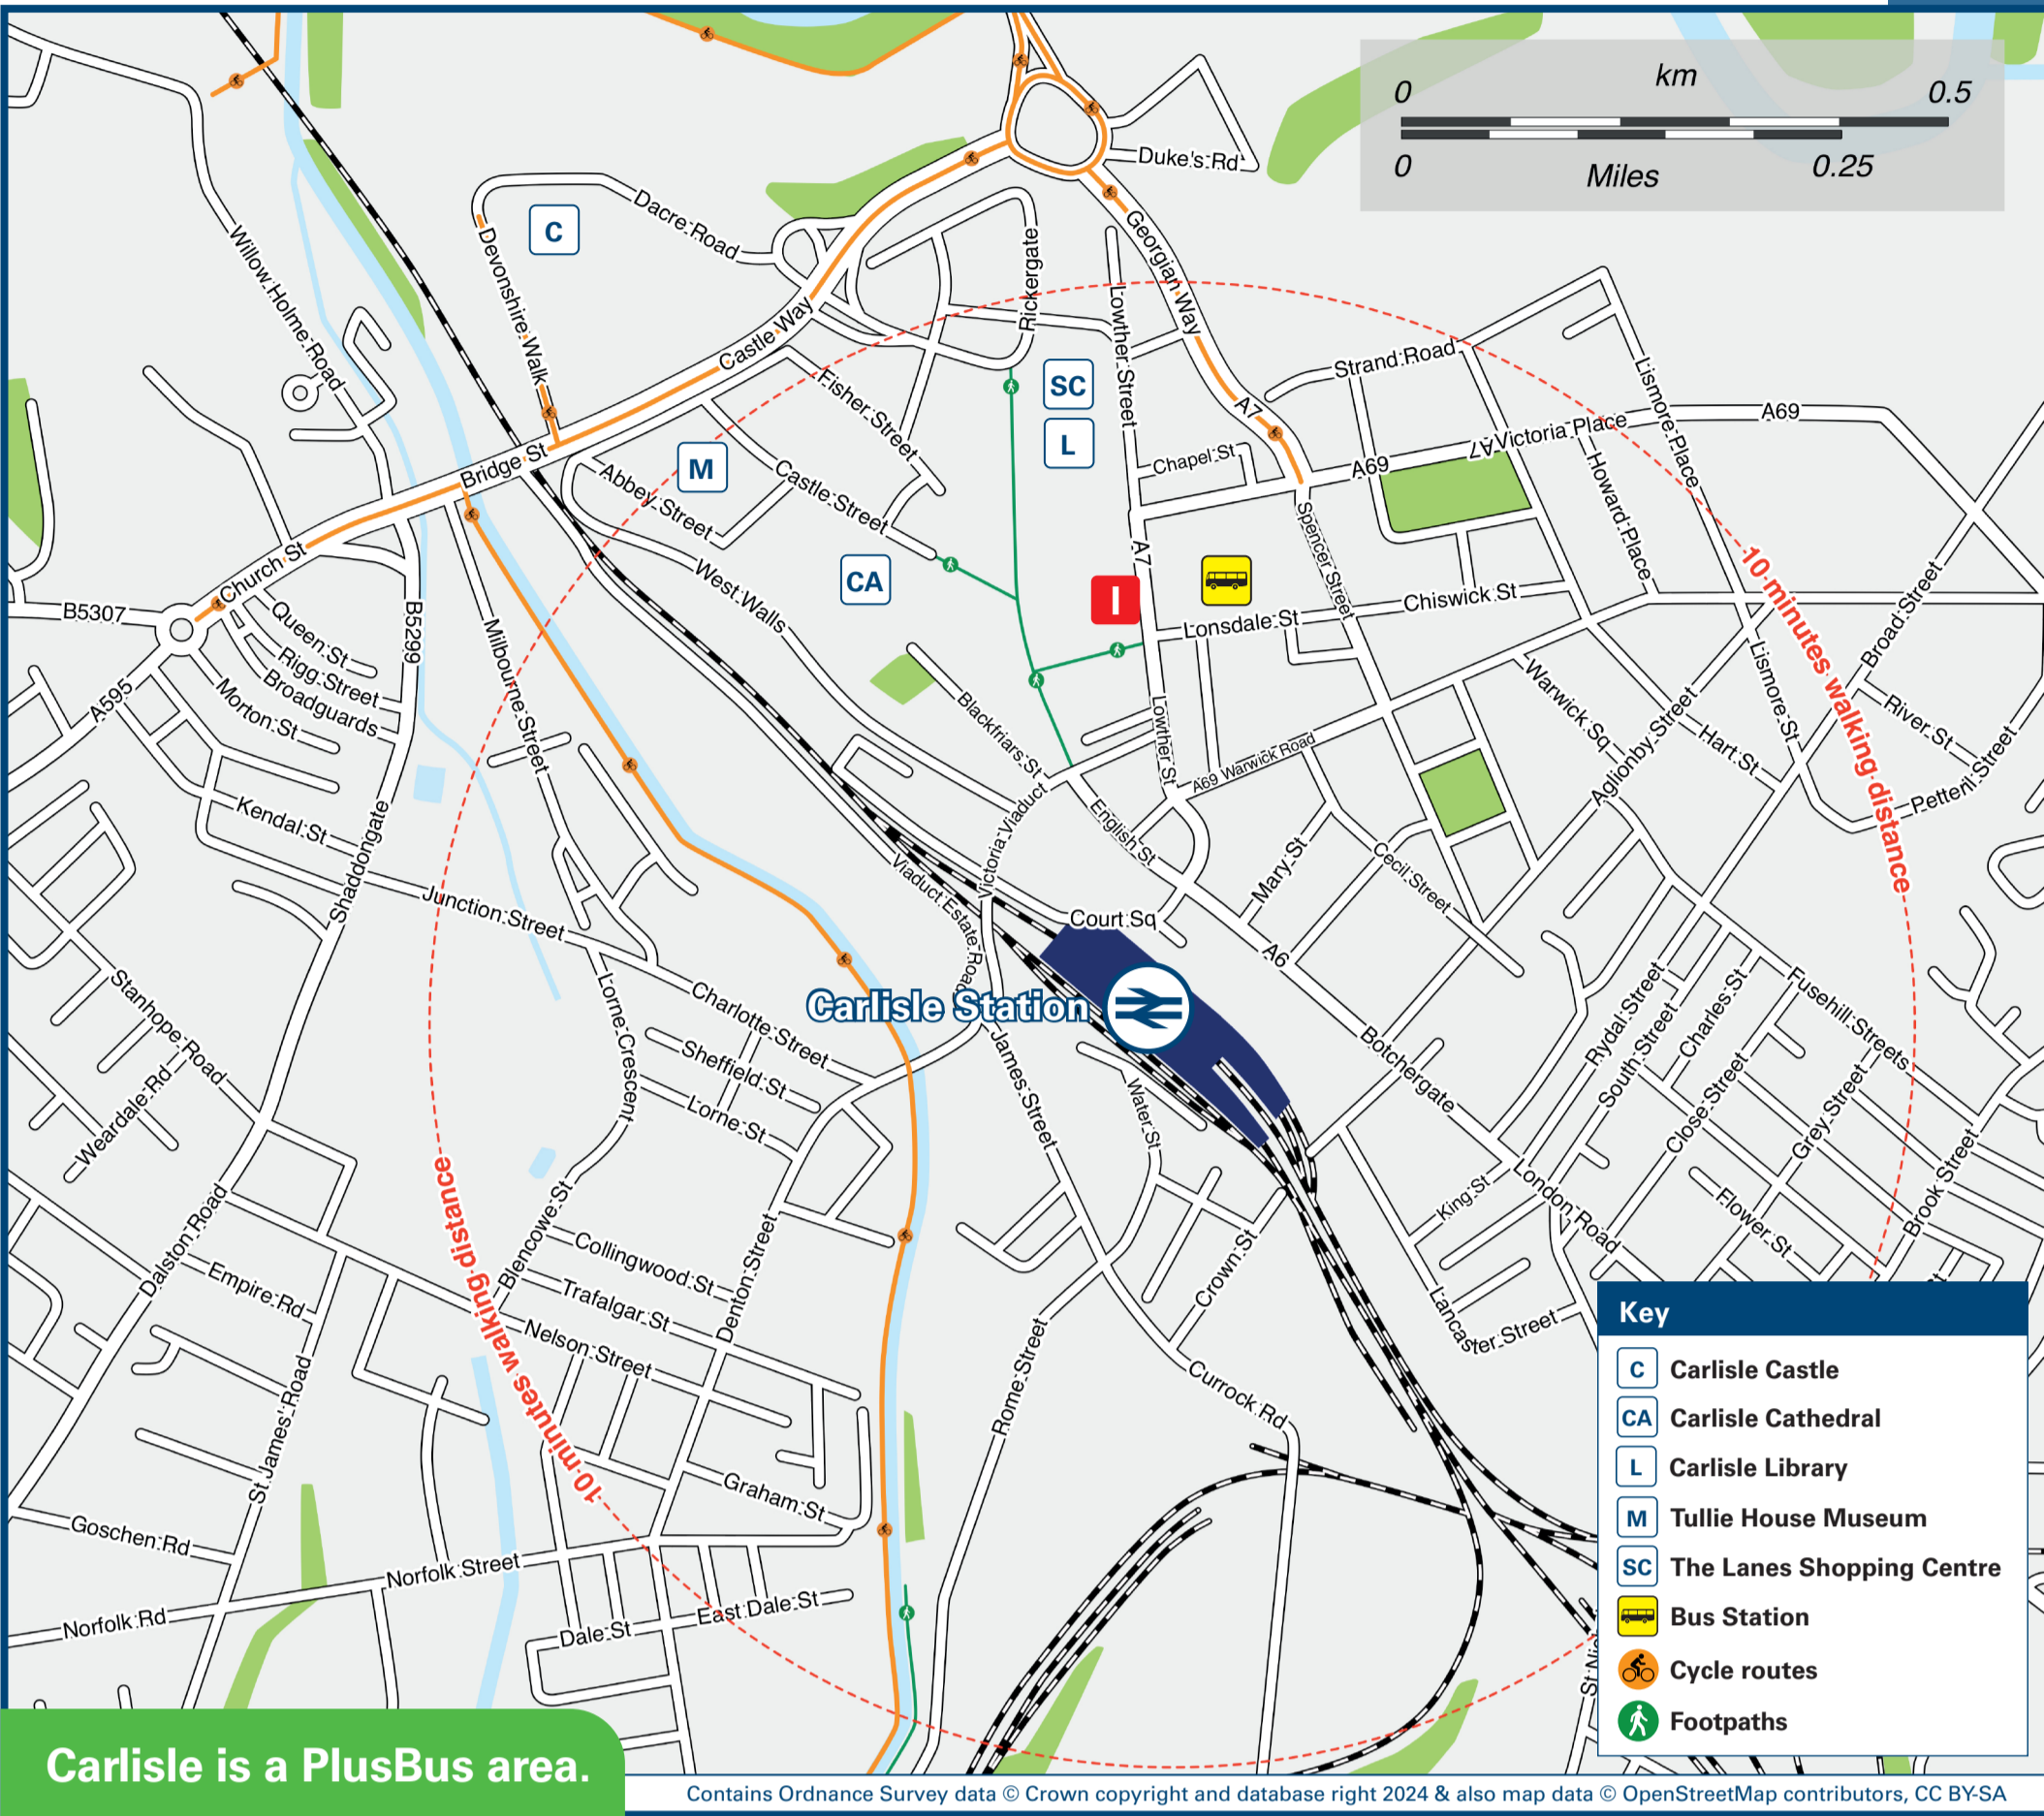 km
0 0.5
0 0.25
Miles
Duke's Rd
Dacre Road
C
Devonshire Walk
Willow Holme Road
Georgian Way
Rickergate
Lowther Street
Castle Way
Fisher Street
SC
L
Strand Road
A7
A7
Victoria Place
A69
A69
Lismore Place
Howard Place
Chapel St
Bridge St
M
Abbey Street
Castle Street
A7
Spencer Street
Church St
B5307
Queen St
Rigg Street
Broadguards
Morton St
A595
B5299
Milbourne Street
West Walls
CA
I
Lonsdale St
Chiswick St
10 minutes walking distance
Broad Street
Lismore St
River St
Petteril Street
Warwick Sq
Hart St
Aglionby Street
Blackfriars St
Lowther St
A69 Warwick Road
English St
Victoria Viaduct
Viaduct Estate Road
Mary St
Cecil Street
Kendal St
Shaddongate
Junction Street
Court Sq
A6
Carlisle Station
Botchergate
Stanhope Road
Weardale Rd
Lorne Crescent
Charlotte Street
Sheffield St
Lorne St
James Street
Water St
Rydal Street
South Street
Charles St
Fusehill Streets
Close Street
Grey Street
Brook Street
Flower St
King St
London Road
Lancaster Street
10 minutes walking distance
Dalston Road
Blencowe St
Collingwood St
Trafalgar St
Nelson Street
Denton Street
Empire Rd
St James' Road
Crown St
Rome Street
Currock Rd
Graham St
Goschen Rd
Norfolk Street
Norfolk Rd
East Dale St
Dale St
Key
C Carlisle Castle
CA Carlisle Cathedral
L Carlisle Library
M Tullie House Museum
SC The Lanes Shopping Centre
Bus Station
Cycle routes
Footpaths
Carlisle is a PlusBus area.
Contains Ordnance Survey data © Crown copyright and database right 2024 & also map data © OpenStreetMap contributors, CC BY-SA